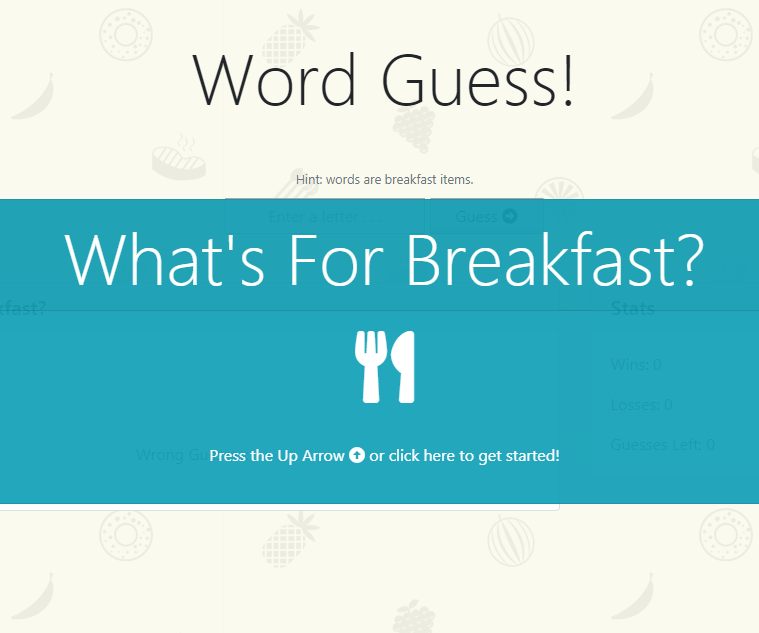 Word Guess!
Hint: words are breakfast items.
Enter a letter . . .
Guess
What's For Breakfast?
kfast?
Stats
Wins: 0
Losses: 0
Guesses Left: 0
Wrong Gu
Press the Up Arrow or click here to get started!